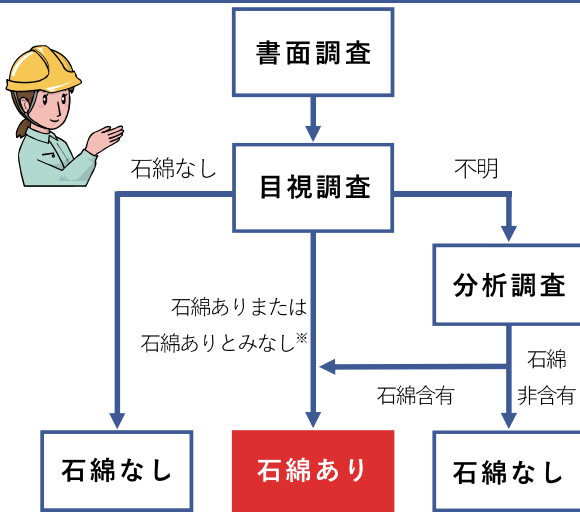 書面調査
石綿なし
目視調査
不明
分析調査
石綿ありまたは
石綿ありとみなし※
石綿
石綿含有
非含有
石綿なし
石綿あり
石綿なし